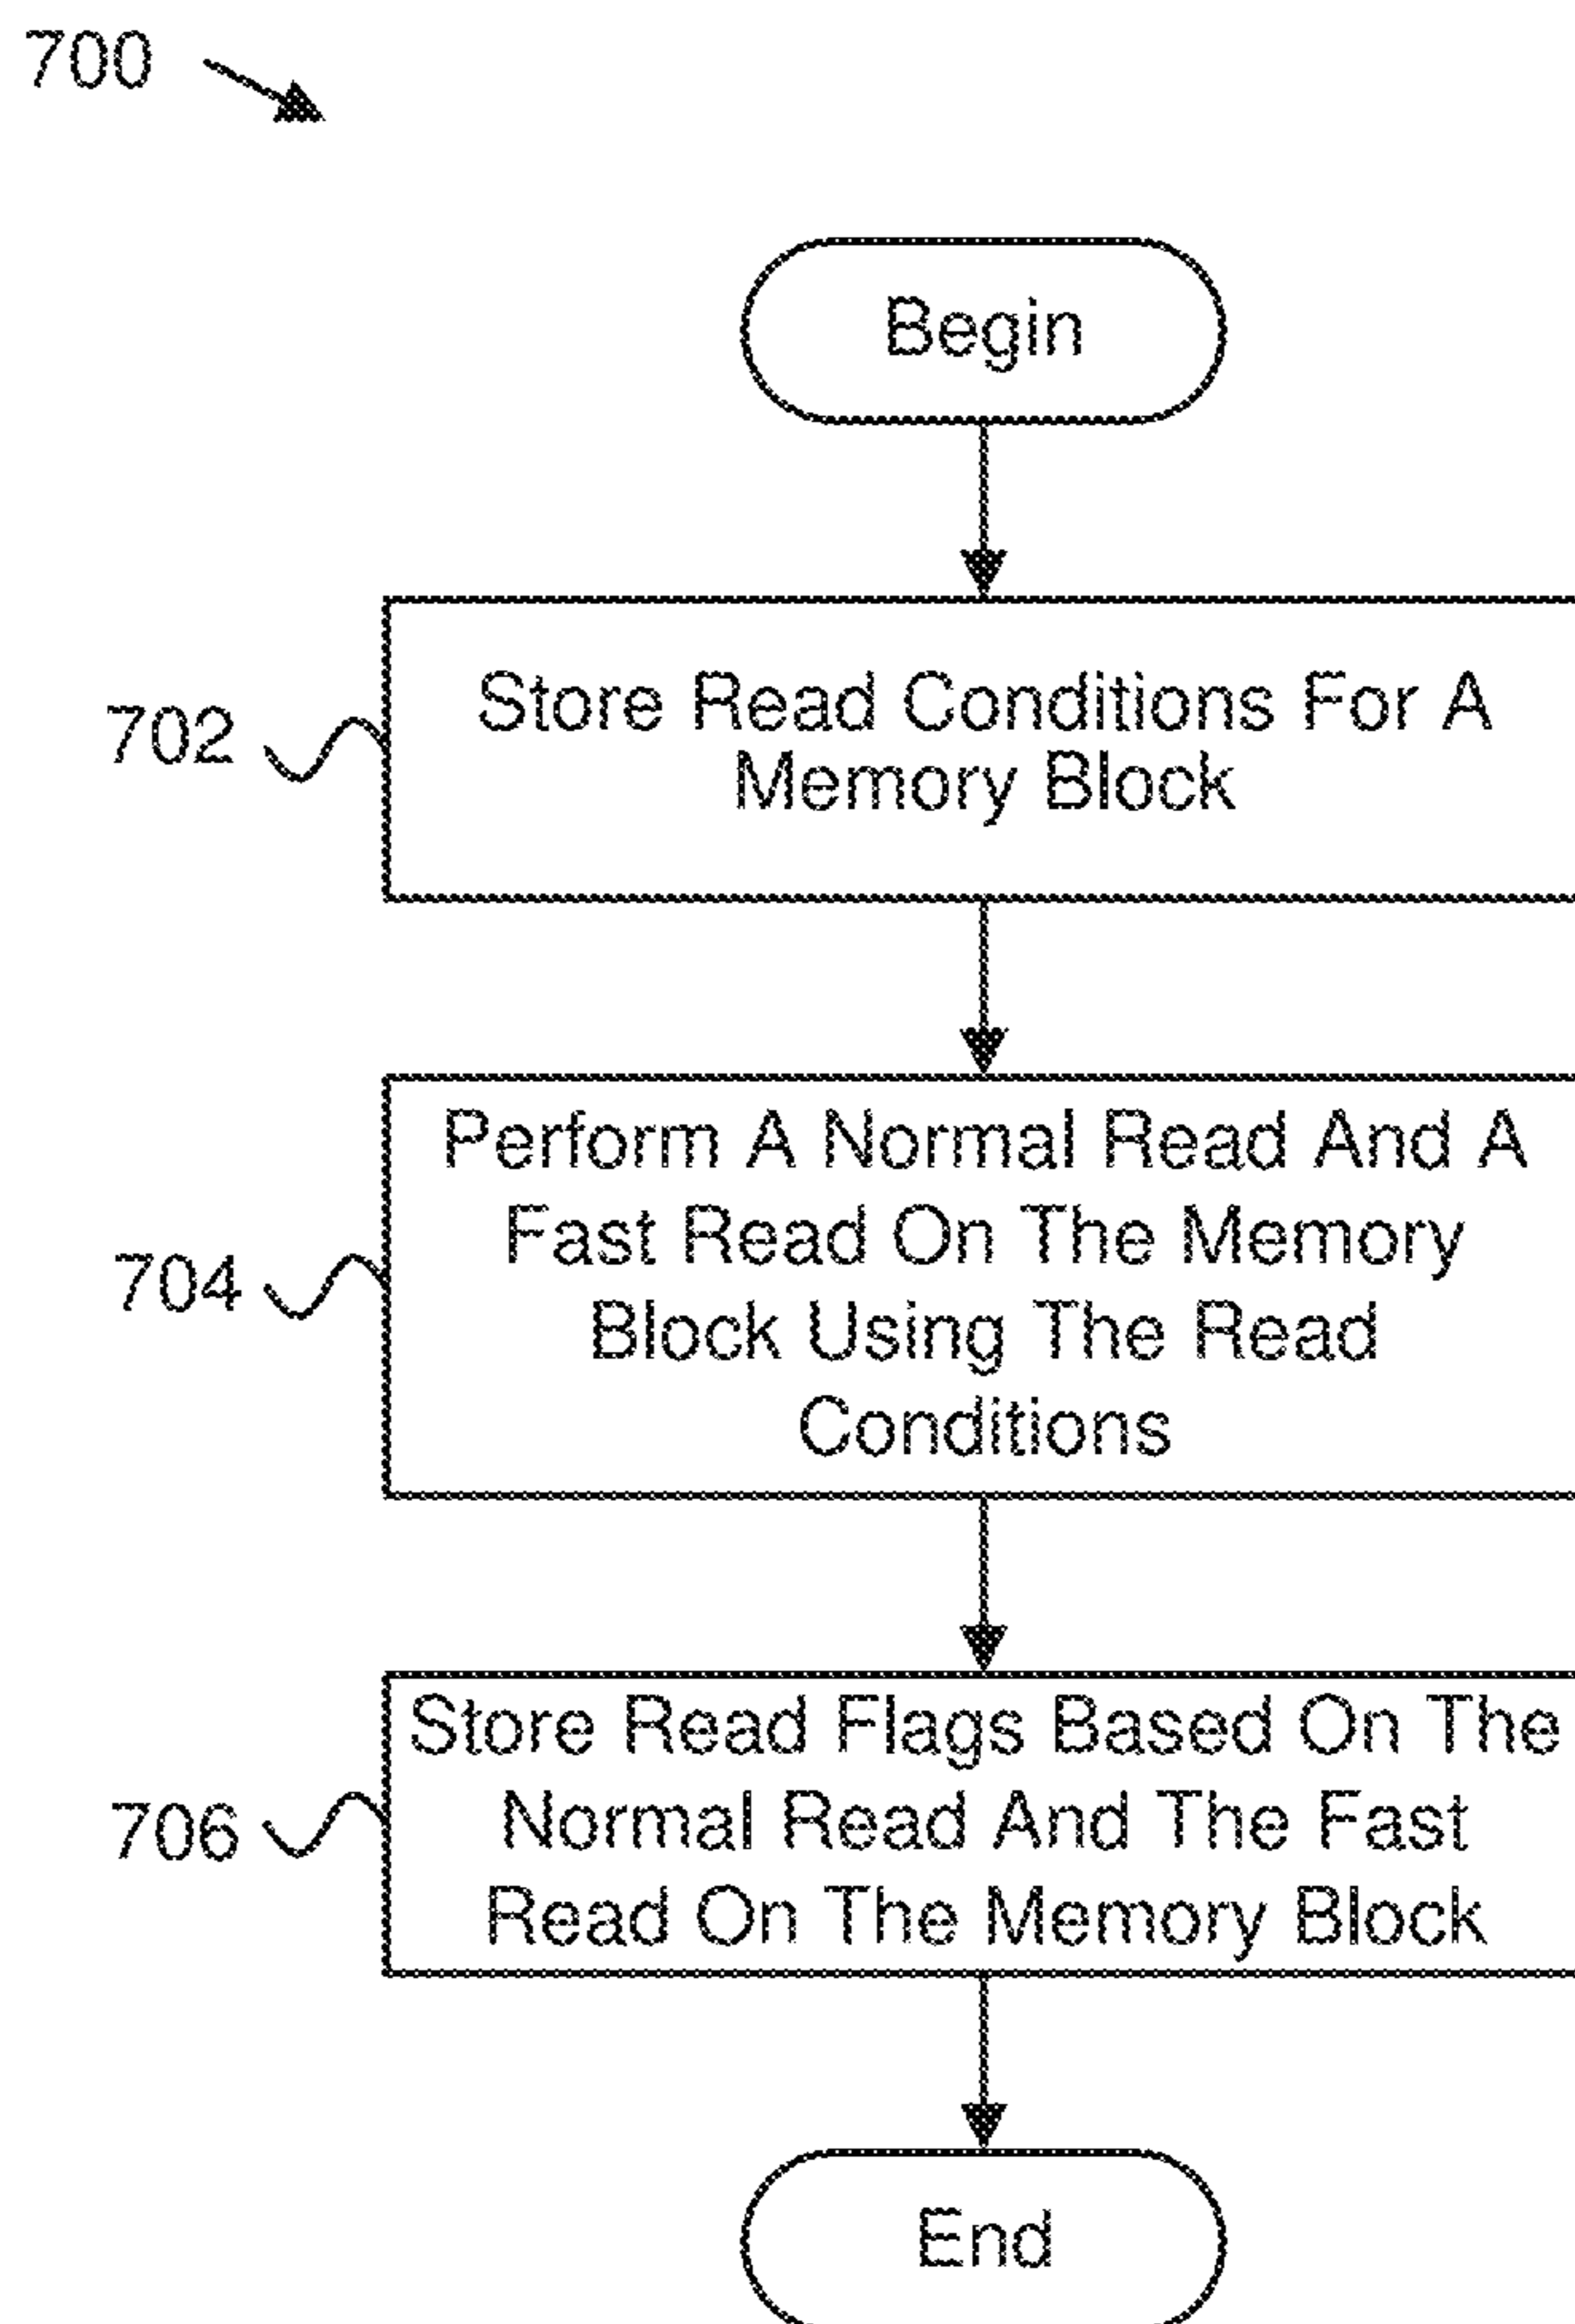 700
Begin
702
Store Read Conditions For A
Memory Block
704
Perform A Normal Read And A
Fast Read On The Memory
Block Using The Read
Conditions
706
Store Read Flags Based On The
Normal Read And The Fast
Read On The Memory Block
End